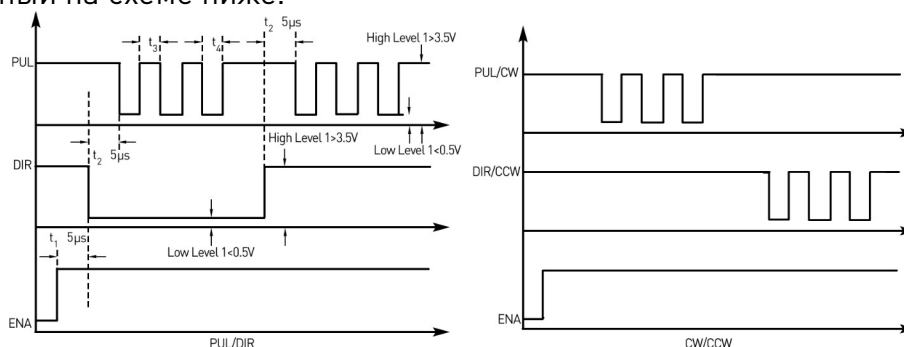 ный на схеме ниже.
t2 5µs
t3
t4
High Level 1>3.5V
PUL
Low Level 1<0.5V
t2 5µs
High Level 1>3.5V
DIR
t1 5µs
Low Level 1<0.5V
ENA
PUL/DIR
PUL/CW
DIR/CCW
ENA
CW/CCW